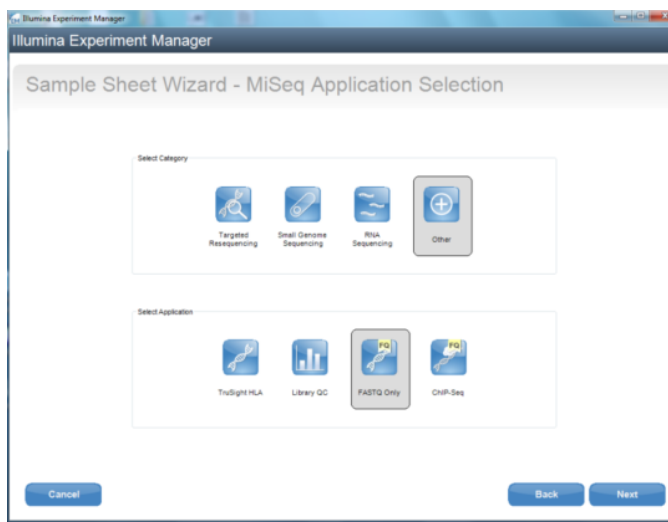 Illumina Experiment Manager
Illumina Experiment Manager
Sample Sheet Wizard - MiSeq Application Selection
Select Category
Targeted
Resequencing
Small Genome
Sequencing
RNA
Sequencing
Other
Select Application
FQ
FQ
TruSight HLA
Library QC
FASTQ Only
ChIP-Seq
Cancel
Back
Next